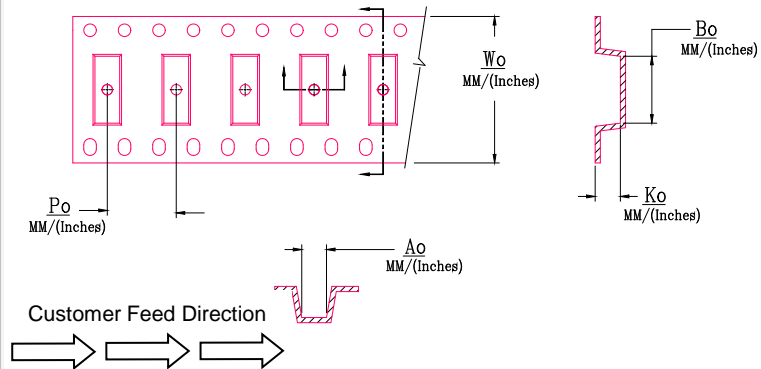 Wo
MM/(Inches)
Bo
MM/(Inches)
Po
MM/(Inches)
Ko
MM/(Inches)
Ao
MM/(Inches)
Customer Feed Direction